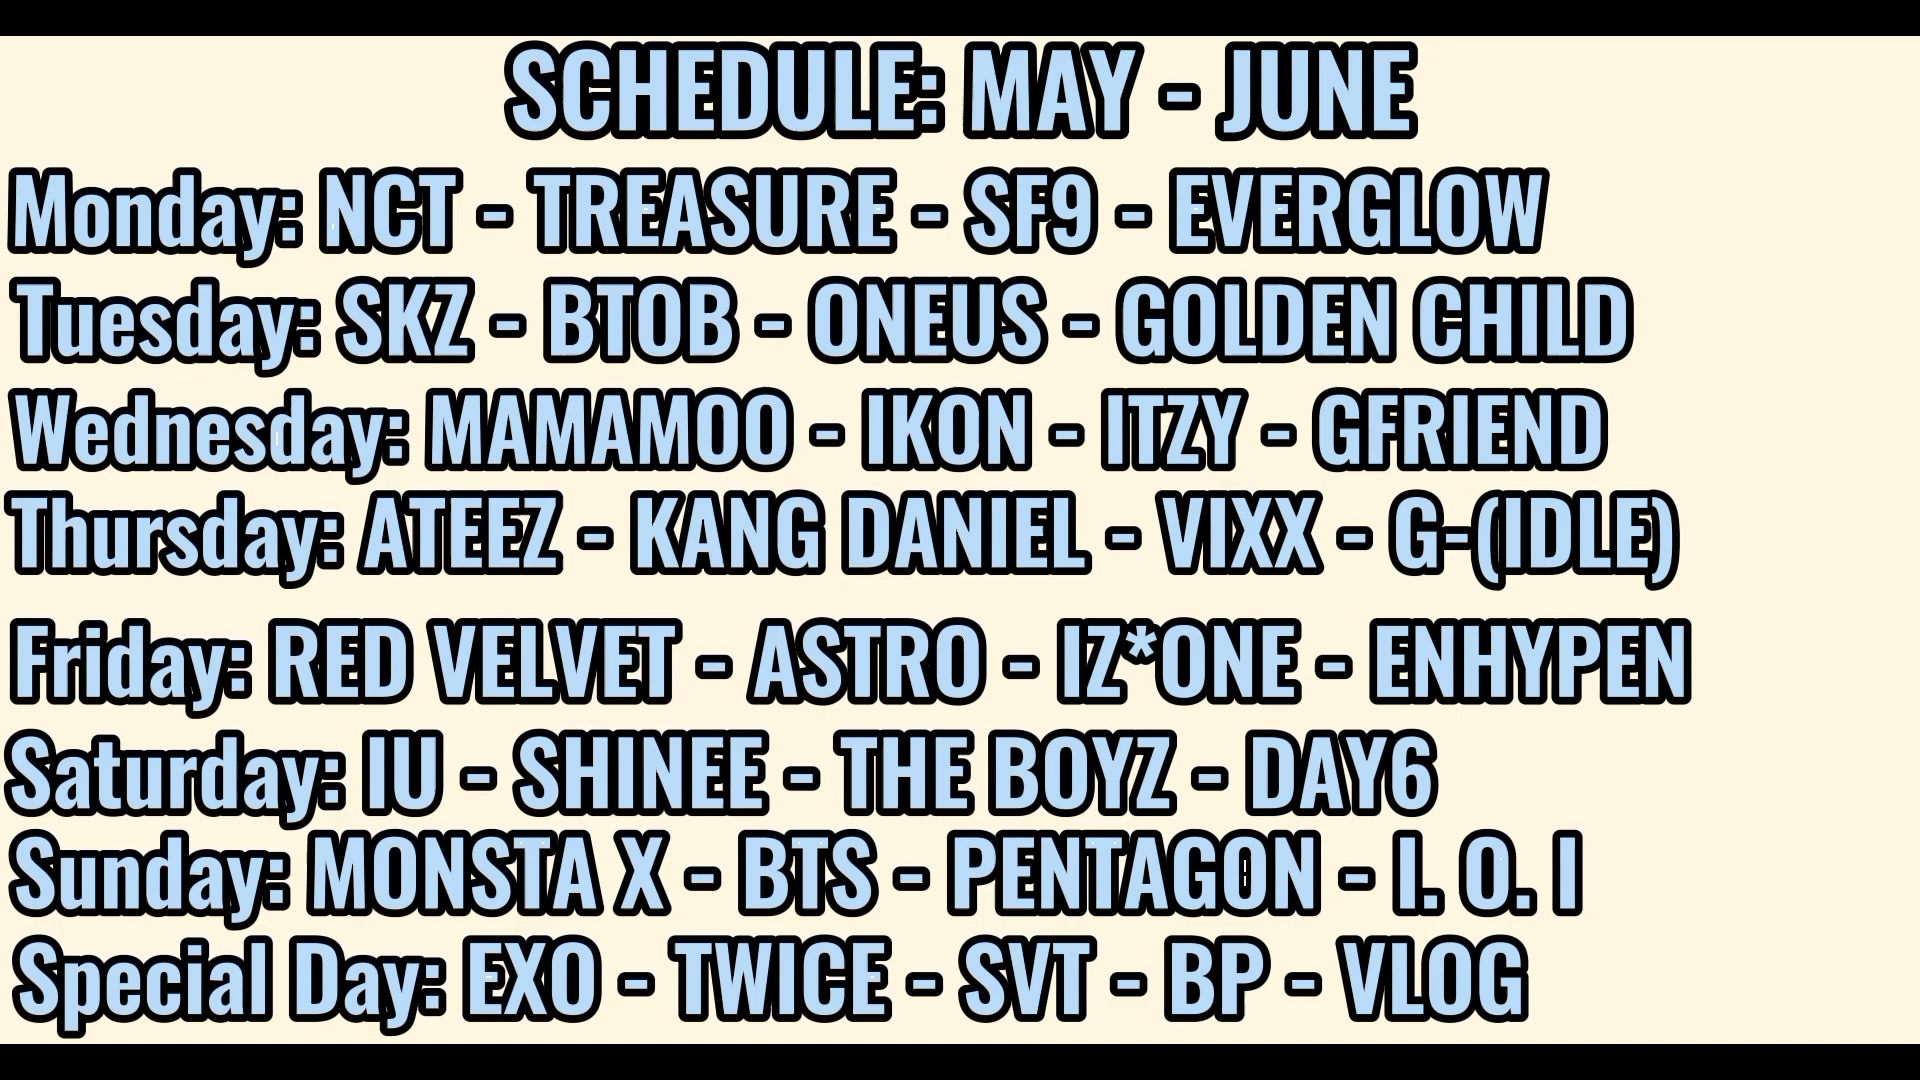 SCHEDULE: MAY - JUNE
Monday: NCT - TREASURE - SF9 - EVERGLOW
Tuesday: SKZ - BTOB - ONEUS - GOLDEN CHILD
Wednesday: MAMAMOO - IKON - ITZY - GFRIEND
Thursday: ATEEZ - KANG DANIEL - VIXX - G-(IDLE)
Friday: RED VELVET - ASTRO - IZ*ONE - ENHYPEN
Saturday: IU - SHINEE - THE BOYZ - DAY6
Sunday: MONSTA X - BTS - PENTAGON - I. O. I
Special Day: EXO - TWICE - SVT - BP - VLOG